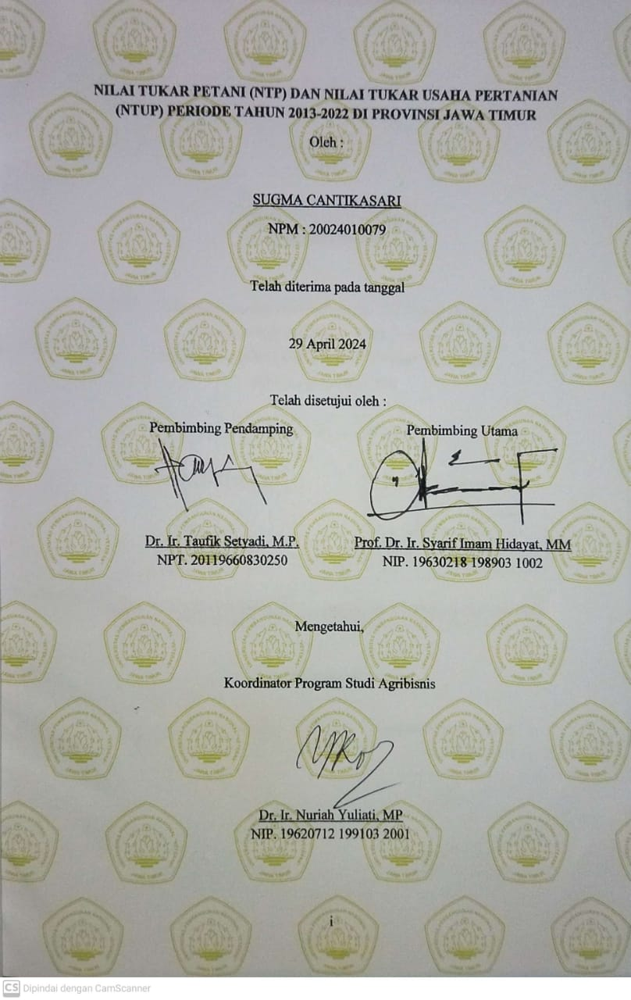 NILAI TUKAR PETANI (NTP) DAN NILAI TUKAR USAHA PERTANIAN
(NTUP) PERIODE TAHUN 2013-2022 DI PROVINSI JAWA TIMUR
Oleh :
SUGMA CANTIKASARI
NPM : 20024010079
Telah diterima pada tanggal
29 April 2024
Telah disetujui oleh :
Pembimbing Pendamping
Pembimbing Utama
Dr. Ir. Taufik Setyadi, M.P.
NPT. 20119660830250
Prof. Dr. Ir. Syarif Imam Hidayat, MM
NIP. 19630218 198903 1002
Mengetahui,
Koordinator Program Studi Agribisnis
Dr. Ir. Nuriah Yuliati, MP
NIP. 19620712 199103 2001
i
CS Dipindai dengan CamScanner